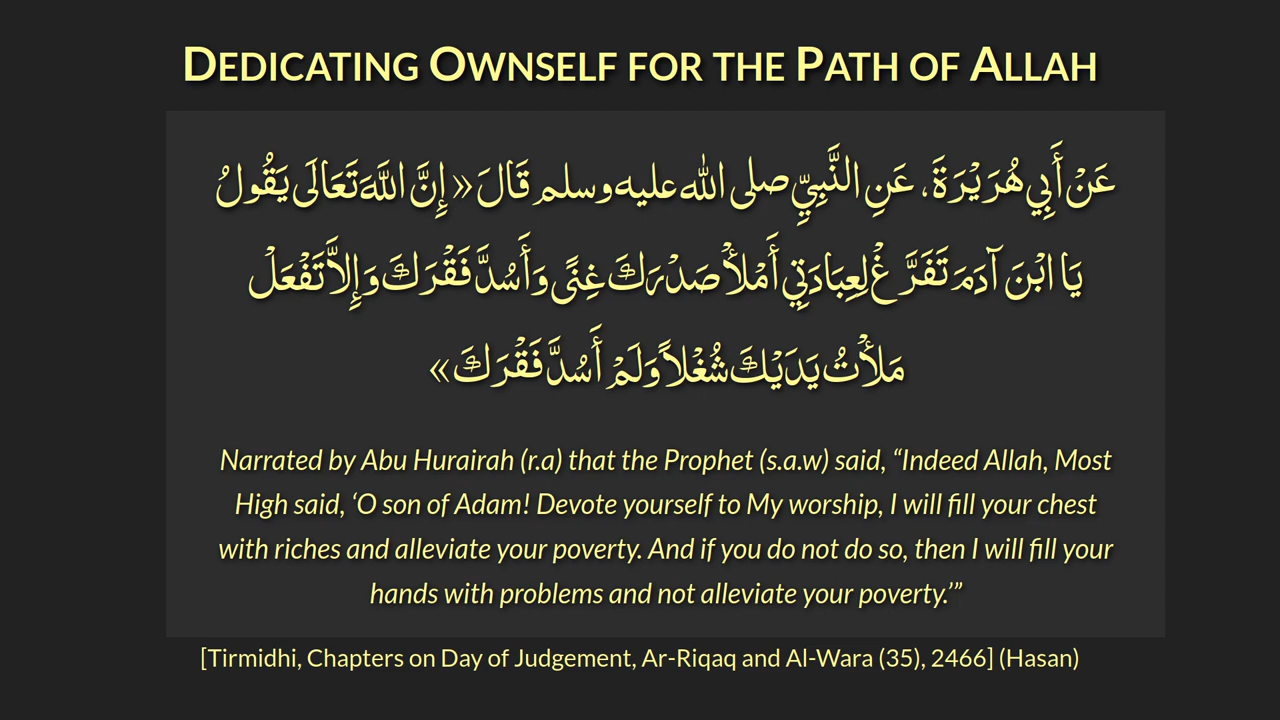 DEDICATING OWNSELF FOR THE PATH OF ALLAH
عَنْ أَبِي هُرَيْرَةَ، عَنِ النَّبِيِّ صلى الله عليه وسلم قَالَ « إِنَّ اللَّهَ تَعَالَى يَقُولُ
يَا ابْنَ آدَمَ تَفَرَّغْ لِعِبَادَتِي أَمْلأْ صَدْرَكَ غِنًى وَأَسُدَّ فَقْرَكَ وَإِلاَّ تَفْعَلْ
مَلأْتُ يَدَيْكَ شُغْلاً وَلَمْ أَسُدَّ فَقْرَكَ »
Narrated by Abu Hurairah (r.a) that the Prophet (s.a.w) said, “Indeed Allah, Most
High said, ‘O son of Adam! Devote yourself to My worship, I will fill your chest
with riches and alleviate your poverty. And if you do not do so, then I will fill your
hands with problems and not alleviate your poverty.’”
[Tirmidhi, Chapters on Day of Judgement, Ar-Riqaq and Al-Wara (35), 2466] (Hasan)